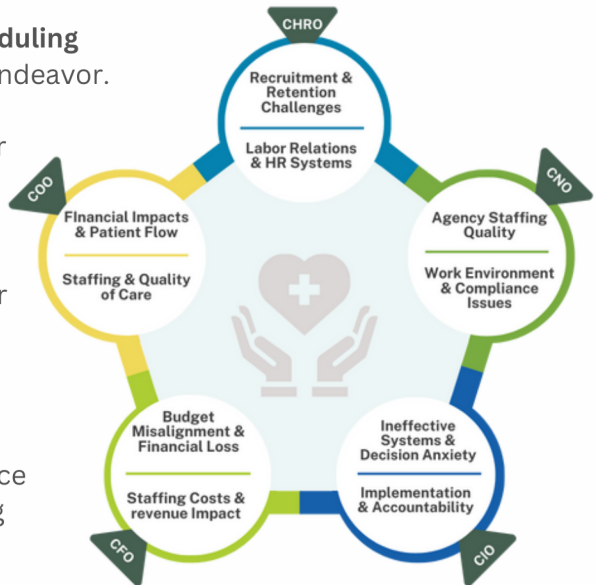 duling
ndeavor.
r
r
ce
g
CHRO
Recruitment &
Retention
Challenges
Labor Relations
& HR Systems
COO
FInancial Impacts
& Patient Flow
Staffing & Quality
of Care
CNO
Agency Staffing
Quality
Work Environment
& Compliance
Issues
Budget
Misalignment &
Financial Loss
Staffing Costs &
revenue Impact
CFO
Ineffective
Systems &
Decision Anxiety
Implementation
& Accountability
CIO